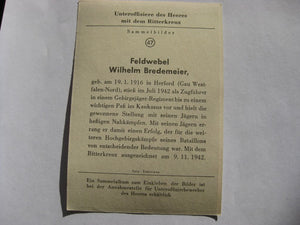 Unteroffiziere des Heeres
mit dem Ritterkreuz
Sammelbilder
47
Feldwebel
Wilhelm Bredemeier,
geb. am 19. 1. 1916 in Herford (Gau West-
falen-Nord), stieß im Juli 1942 als Zugführer
in einem Gebirgsjäger-Regiment bis zu einem
wichtigen Paß im Kaukasus vor und hielt die
gewonnene Stellung mit seinen Jägern in
heftigen Nahkämpfen. Mit seinen Jägern er-
rang er damit einen Erfolg, der für die wei-
teren Hochgebirgskämpfe seines Bataillons
von entscheidender Bedeutung war. Mit dem
Ritterkreuz ausgezeichnet am 9. 11. 1942.
Ein Sammelalbum zum Einkleben der Bilder ist
bei der Annahmestelle für Unteroffizierbewerber
des Heeres erhältlich